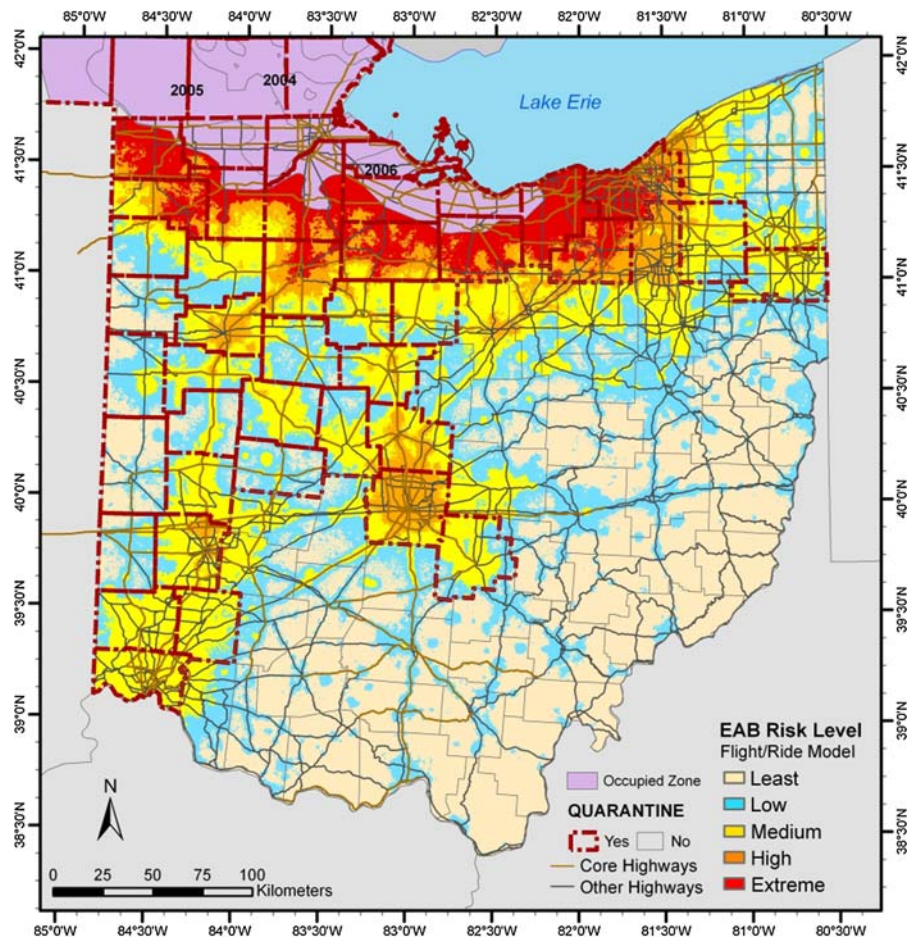 85°0'W 84°30'W 84°0'W 83°30'W 83°0'W 82°30'W 82°0'W 81°30'W 81°0'W 80°30'W
42°0'N
42°0'N
2005
2004
Lake Erie
41°30'N
2006
41°30'N
41°0'N
41°0'N
40°30'N
40°30'N
40°0'N
40°0'N
39°30'N
39°30'N
39°0'N
39°0'N
38°30'N
38°30'N
EAB Risk Level
Flight/Ride Model
Least
Low
Medium
High
Extreme
Occupied Zone
QUARANTINE
Yes No
Core Highways
Other Highways
N
0 25 50 75 100
Kilometers
85°0'W 84°30'W 84°0'W 83°30'W 83°0'W 82°30'W 82°0'W 81°30'W 81°0'W 80°30'W